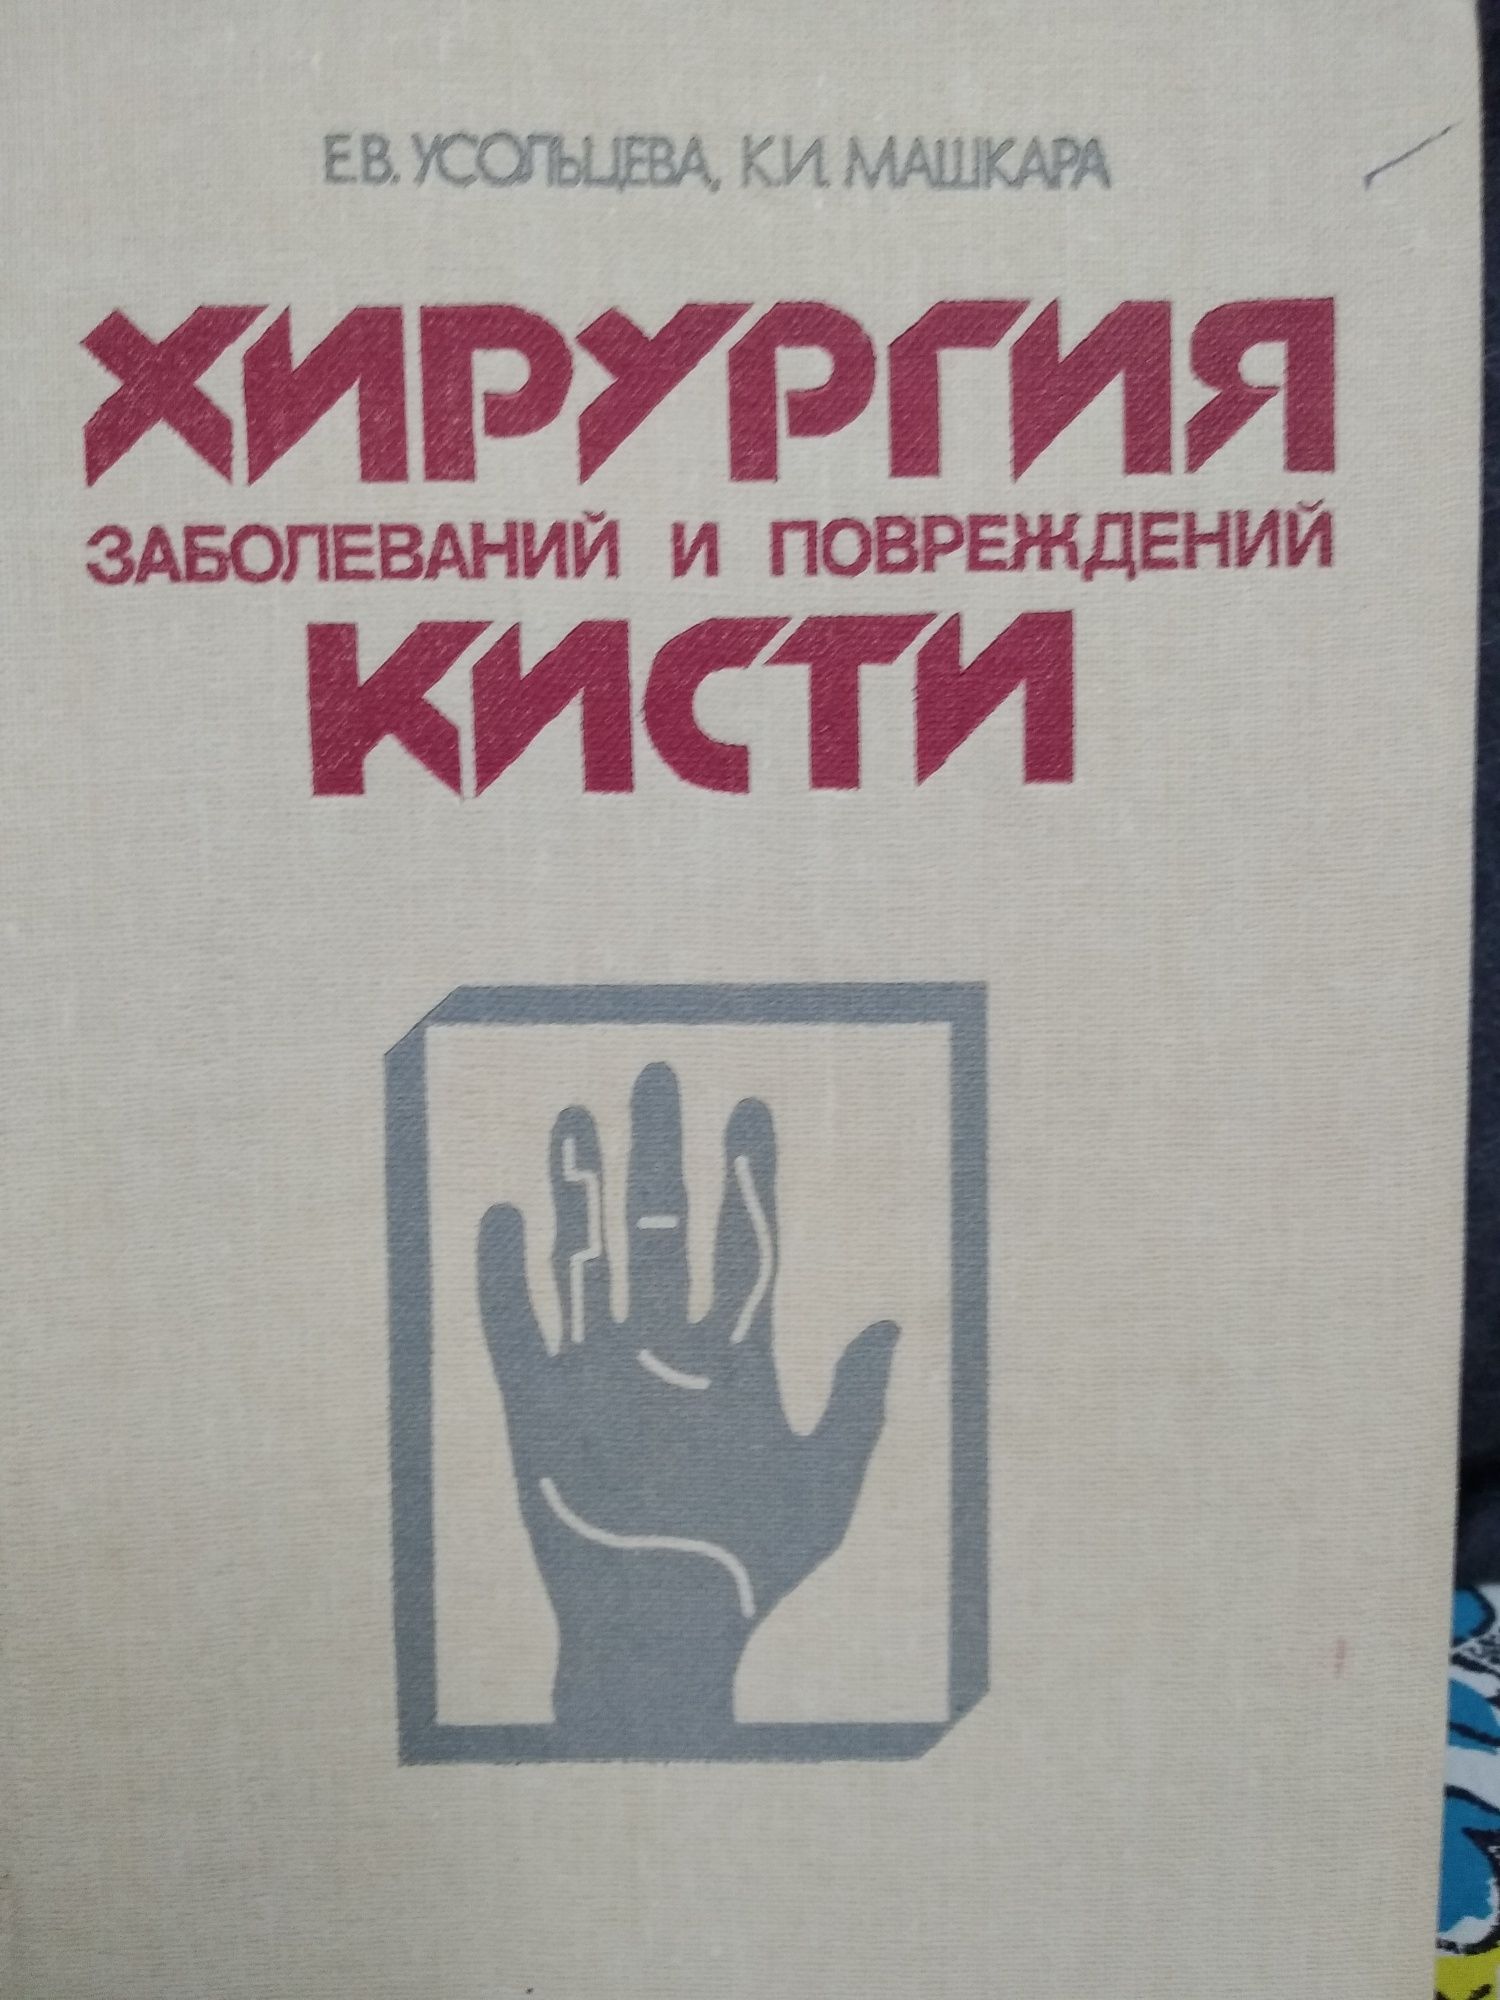 Е.В. УСОЛЬЦЕВА, К.И. МАШКАРА
ХИРУРГИЯ
ЗАБОЛЕВАНИЙ И ПОВРЕЖДЕНИЙ
КИСТИ